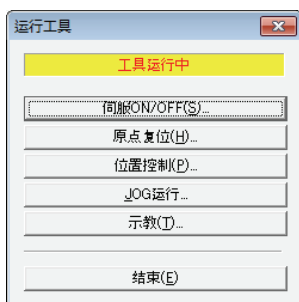 运行工具
工具运行中
伺服ON/OFF(S)...
原点复位(H)...
位置控制(P)...
JOG运行...
示教(T)...
结束(E)